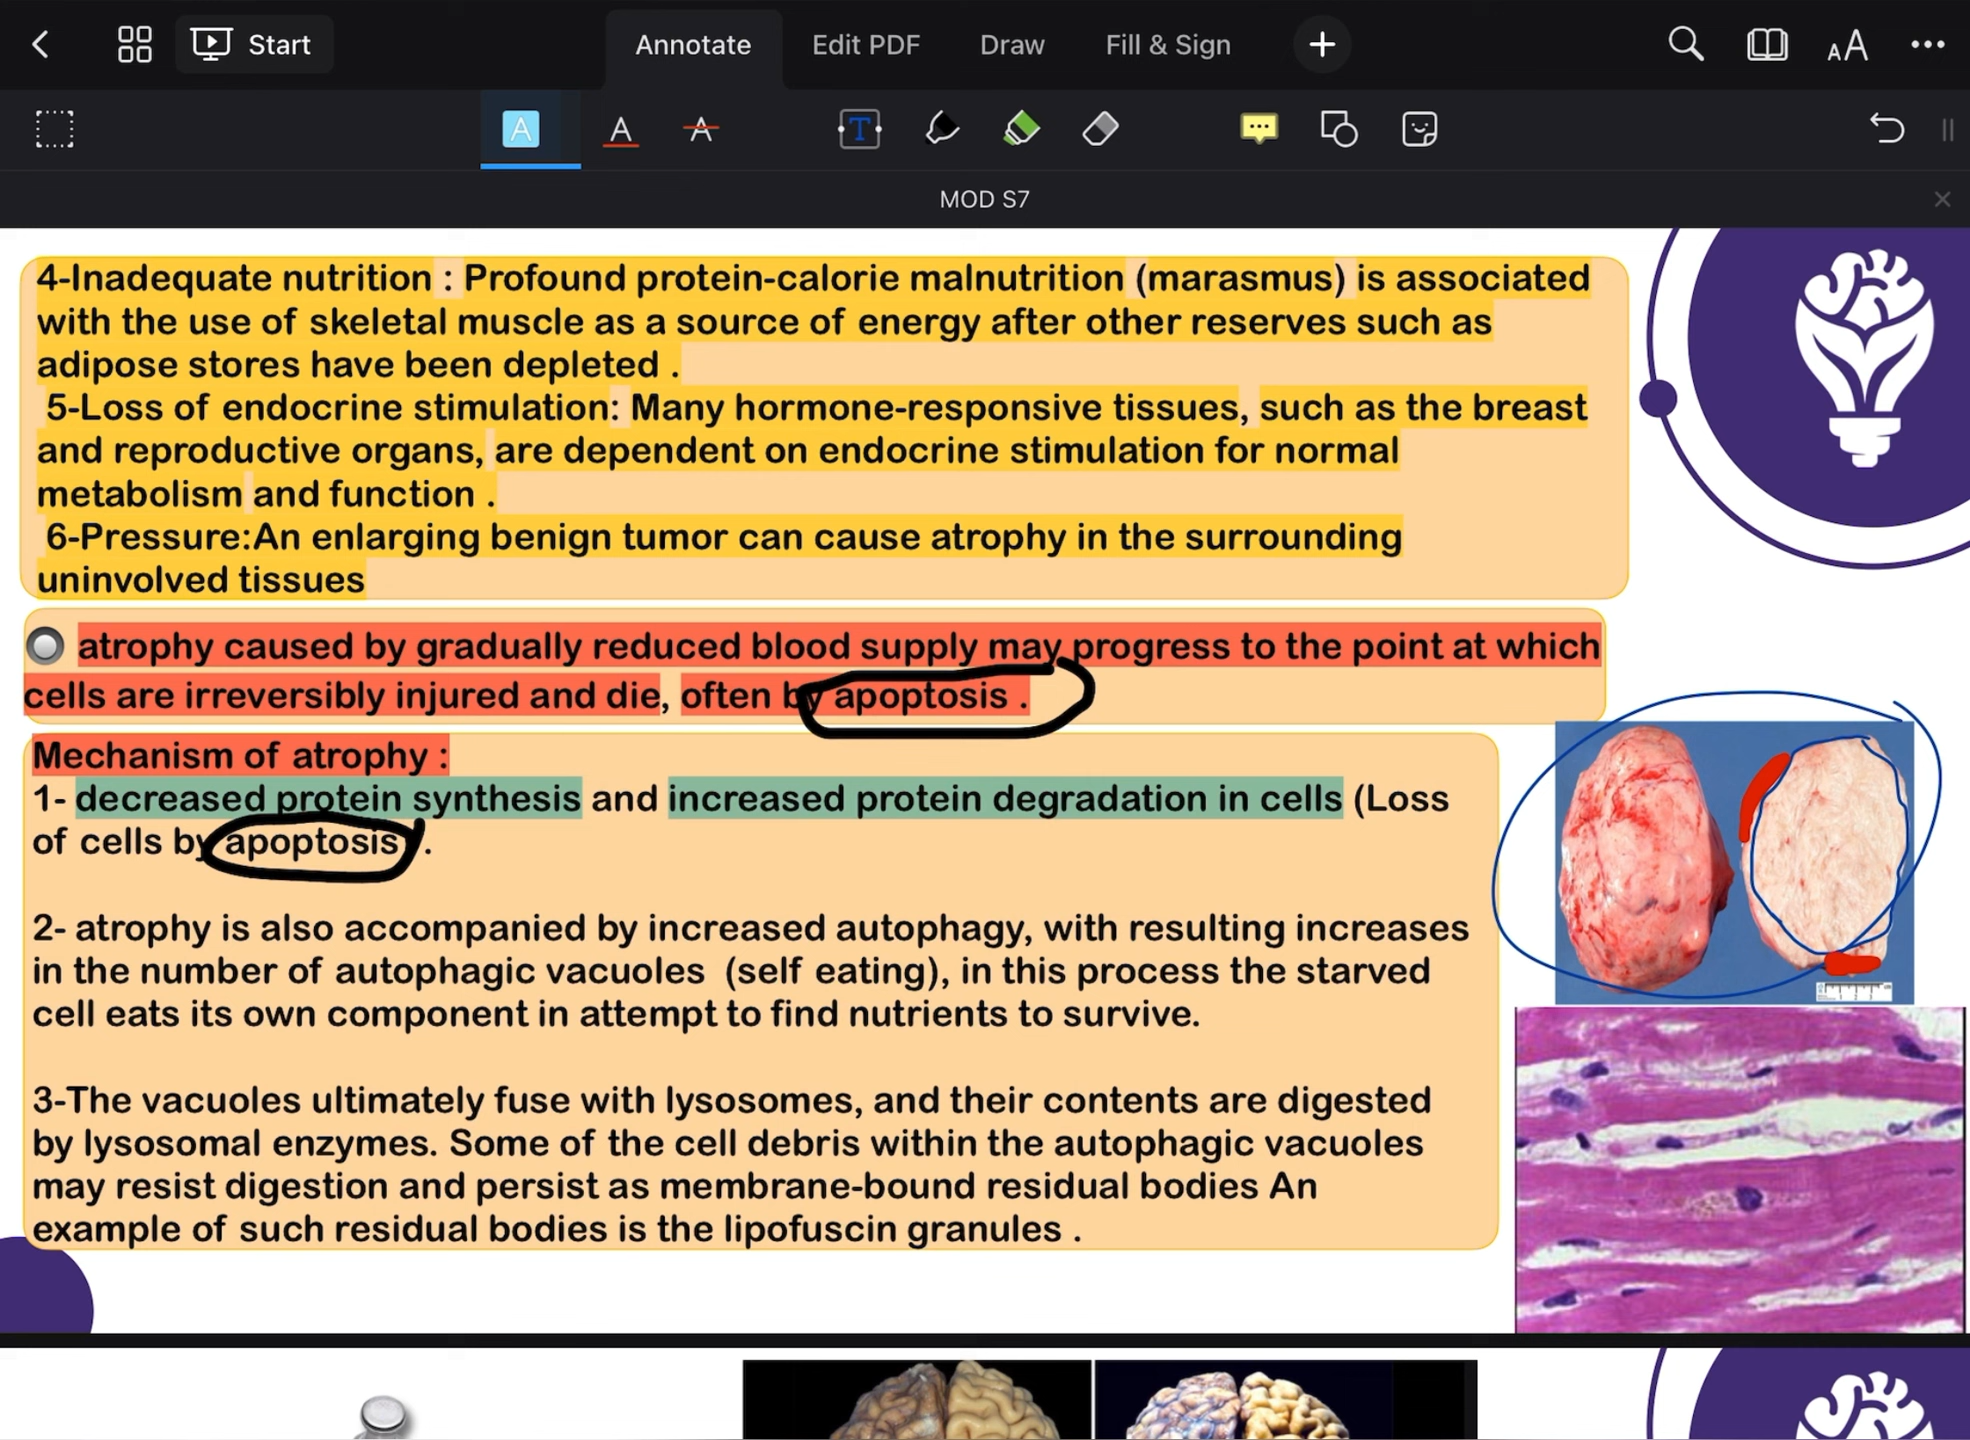 Start
Annotate
Edit PDF
Draw
Fill & Sign
AA
A
A
A
T
MOD S7
4-Inadequate nutrition : Profound protein-calorie malnutrition (marasmus) is associated
with the use of skeletal muscle as a source of energy after other reserves such as
adipose stores have been depleted .
5-Loss of endocrine stimulation: Many hormone-responsive tissues, such as the breast
and reproductive organs, are dependent on endocrine stimulation for normal
metabolism and function .
6-Pressure:An enlarging benign tumor can cause atrophy in the surrounding
uninvolved tissues
atrophy caused by gradually reduced blood supply may progress to the point at which
cells are irreversibly injured and die, often by apoptosis .
Mechanism of atrophy :
1- decreased protein synthesis and increased protein degradation in cells (Loss
of cells by apoptosis) .
2- atrophy is also accompanied by increased autophagy, with resulting increases
in the number of autophagic vacuoles (self eating), in this process the starved
cell eats its own component in attempt to find nutrients to survive.
3-The vacuoles ultimately fuse with lysosomes, and their contents are digested
by lysosomal enzymes. Some of the cell debris within the autophagic vacuoles
may resist digestion and persist as membrane-bound residual bodies An
example of such residual bodies is the lipofuscin granules .